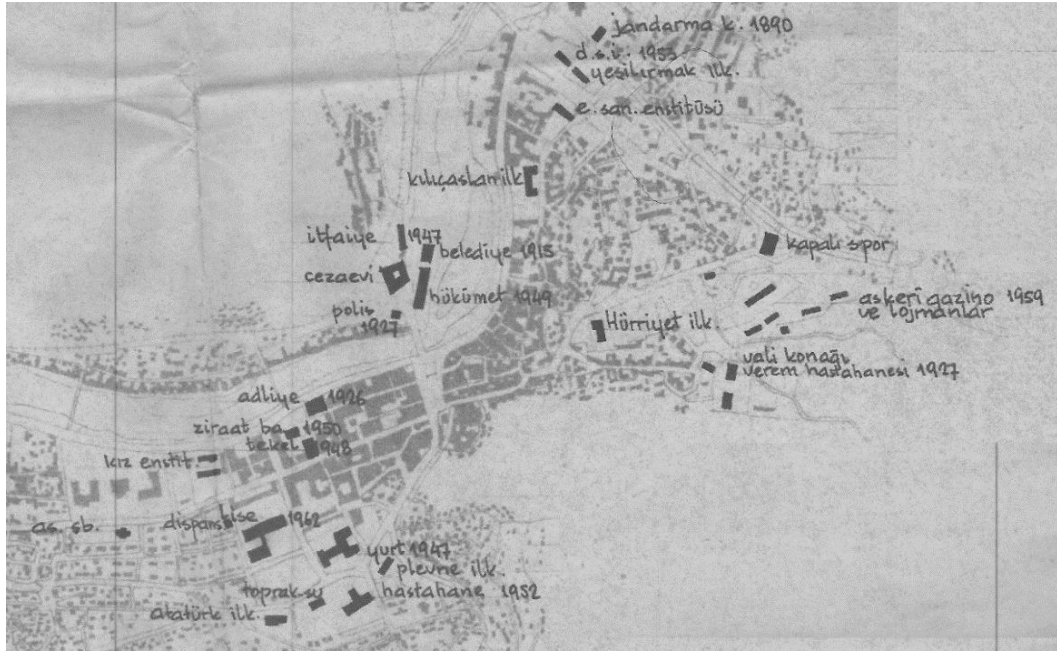 jandarma k. 1890
d.s.i. 1953
yeşilırmak ilk.
e. san. enstitüsü
kılıçaslan ilk
itfaiye 1947
belediye 1915
kapalı spor
cezaevi
hükümet 1949
askeri gazino 1959
ve lojmanlar
polis
1927
Hürriyet ilk.
vali konağı
verem hastahanesi 1927
adliye 1926
ziraat ba. 1950
tekel 1948
kız enstit.
as. sb.
dispans
lise 1962
yurt 1947
plevne ilk.
toprak su
hastahane 1952
atatürk ilk.